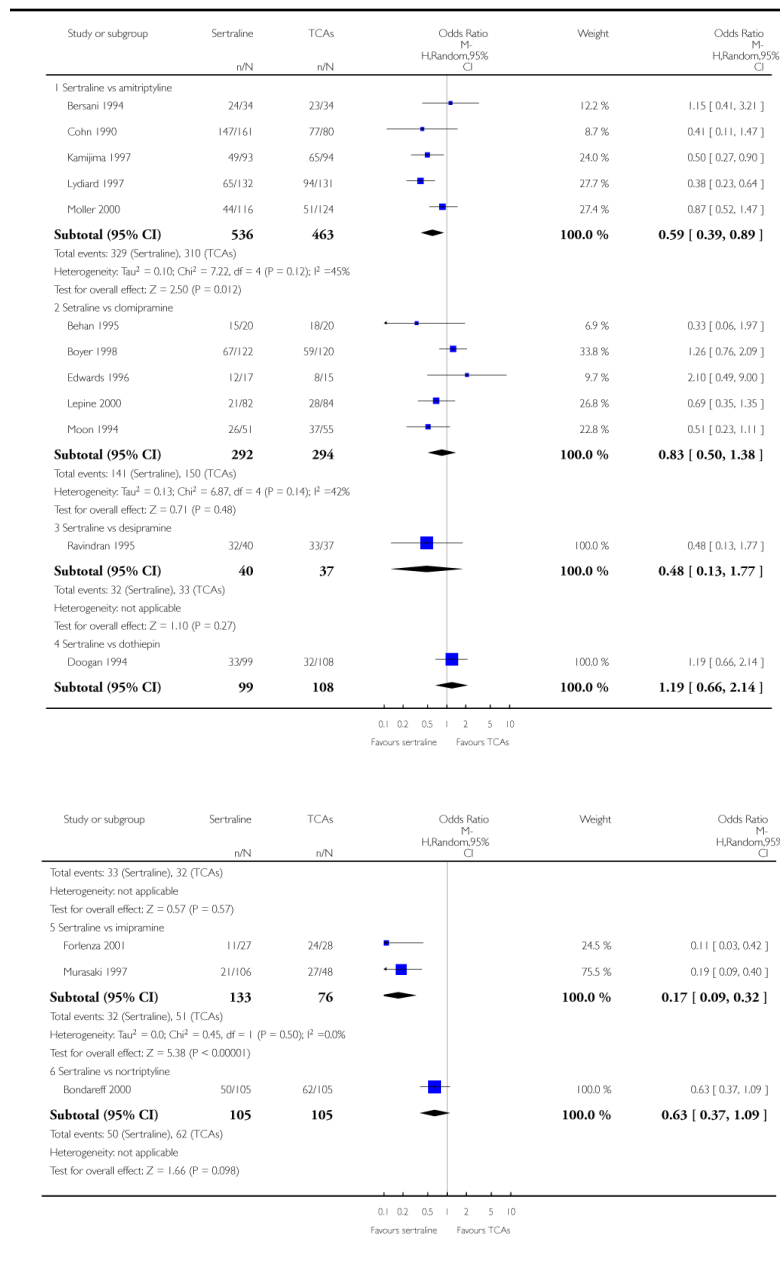 Study or subgroup Sertraline TCAs Odds Ratio Weight Odds Ratio
M- M-
H,Random,95% H,Random,95%
n/N n/N CI CI
1 Sertraline vs amitriptyline
Bersani 1994 24/34 23/34 12.2 % 1.15 [ 0.41, 3.21 ]
Cohn 1990 147/161 77/80 8.7 % 0.41 [ 0.11, 1.47 ]
Kamijima 1997 49/93 65/94 24.0 % 0.50 [ 0.27, 0.90 ]
Lydiard 1997 65/132 94/131 27.7 % 0.38 [ 0.23, 0.64 ]
Moller 2000 44/116 51/124 27.4 % 0.87 [ 0.52, 1.47 ]
Subtotal (95% CI) 536 463 100.0 % 0.59 [ 0.39, 0.89 ]
Total events: 329 (Sertraline), 310 (TCAs)
Heterogeneity: Tau² = 0.10; Chi² = 7.22, df = 4 (P = 0.12); I² =45%
Test for overall effect: Z = 2.50 (P = 0.012)
2 Setraline vs clomipramine
Behan 1995 15/20 18/20 6.9 % 0.33 [ 0.06, 1.97 ]
Boyer 1998 67/122 59/120 33.8 % 1.26 [ 0.76, 2.09 ]
Edwards 1996 12/17 8/15 9.7 % 2.10 [ 0.49, 9.00 ]
Lepine 2000 21/82 28/84 26.8 % 0.69 [ 0.35, 1.35 ]
Moon 1994 26/51 37/55 22.8 % 0.51 [ 0.23, 1.11 ]
Subtotal (95% CI) 292 294 100.0 % 0.83 [ 0.50, 1.38 ]
Total events: 141 (Sertraline), 150 (TCAs)
Heterogeneity: Tau² = 0.13; Chi² = 6.87, df = 4 (P = 0.14); I² =42%
Test for overall effect: Z = 0.71 (P = 0.48)
3 Sertraline vs desipramine
Ravindran 1995 32/40 33/37 100.0 % 0.48 [ 0.13, 1.77 ]
Subtotal (95% CI) 40 37 100.0 % 0.48 [ 0.13, 1.77 ]
Total events: 32 (Sertraline), 33 (TCAs)
Heterogeneity: not applicable
Test for overall effect: Z = 1.10 (P = 0.27)
4 Sertraline vs dothiepin
Doogan 1994 33/99 32/108 100.0 % 1.19 [ 0.66, 2.14 ]
Subtotal (95% CI) 99 108 100.0 % 1.19 [ 0.66, 2.14 ]
0.1 0.2 0.5 1 2 5 10
Favours sertraline Favours TCAs
Study or subgroup Sertraline TCAs Odds Ratio Weight Odds Ratio
M- M-
H,Random,95% H,Random,95%
n/N n/N CI CI
Total events: 33 (Sertraline), 32 (TCAs)
Heterogeneity: not applicable
Test for overall effect: Z = 0.57 (P = 0.57)
5 Sertraline vs imipramine
Forlenza 2001 11/27 24/28 24.5 % 0.11 [ 0.03, 0.42 ]
Murasaki 1997 21/106 27/48 75.5 % 0.19 [ 0.09, 0.40 ]
Subtotal (95% CI) 133 76 100.0 % 0.17 [ 0.09, 0.32 ]
Total events: 32 (Sertraline), 51 (TCAs)
Heterogeneity: Tau² = 0.0; Chi² = 0.45, df = 1 (P = 0.50); I² =0.0%
Test for overall effect: Z = 5.38 (P < 0.00001)
6 Sertraline vs nortriptyline
Bondareff 2000 50/105 62/105 100.0 % 0.63 [ 0.37, 1.09 ]
Subtotal (95% CI) 105 105 100.0 % 0.63 [ 0.37, 1.09 ]
Total events: 50 (Sertraline), 62 (TCAs)
Heterogeneity: not applicable
Test for overall effect: Z = 1.66 (P = 0.098)
0.1 0.2 0.5 1 2 5 10
Favours sertraline Favours TCAs